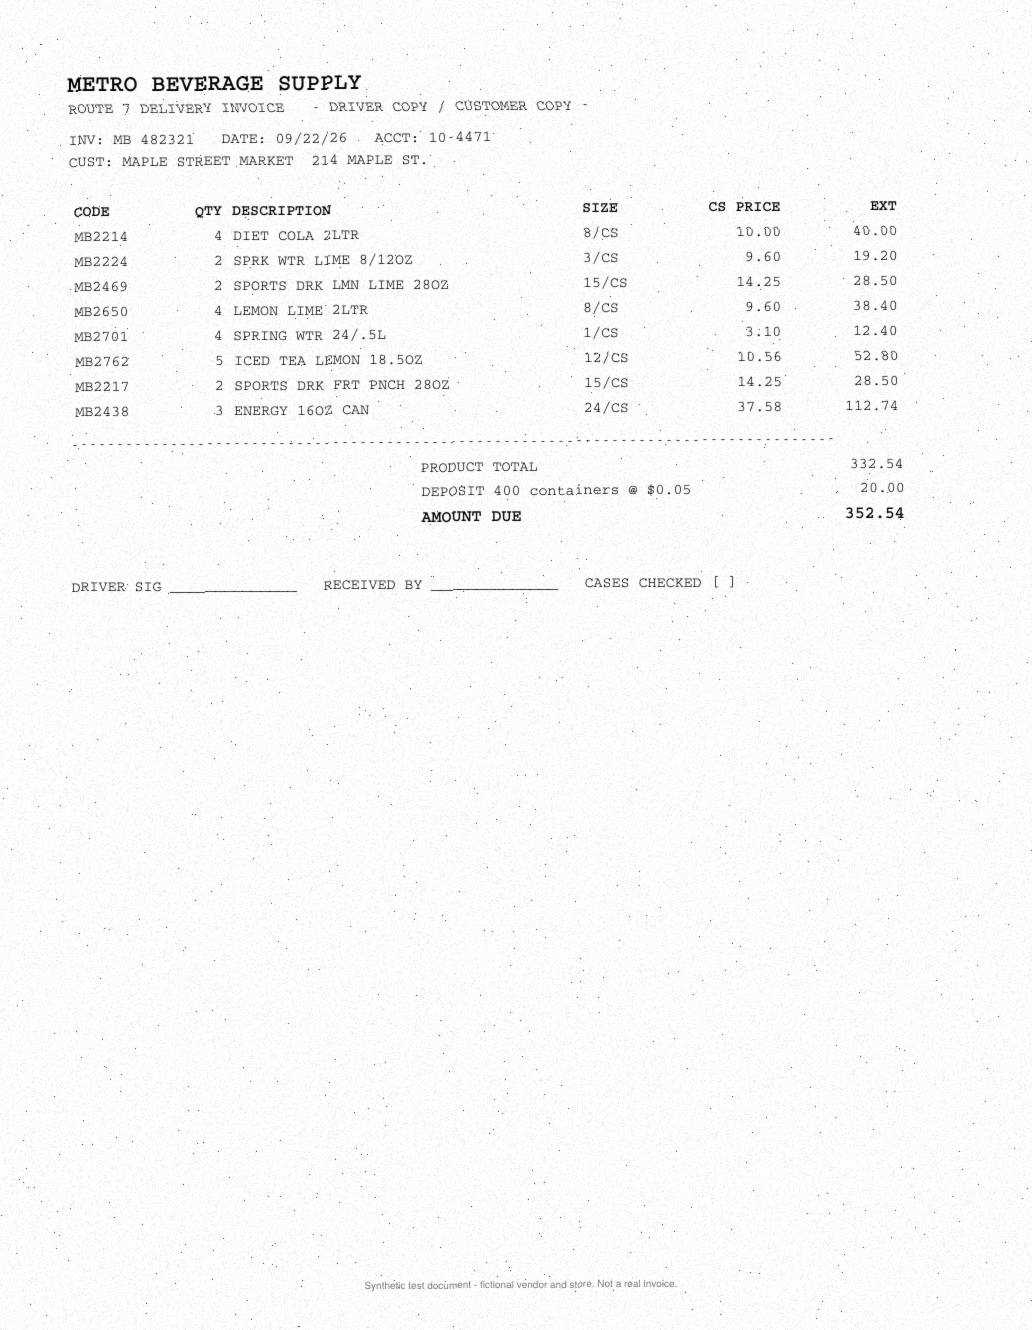 METRO BEVERAGE SUPPLY
ROUTE 7 DELIVERY INVOICE - DRIVER COPY / CUSTOMER COPY -
INV: MB 482321 DATE: 09/22/26 ACCT: 10-4471
CUST: MAPLE STREET MARKET 214 MAPLE ST.
CODE QTY DESCRIPTION SIZE CS PRICE EXT
MB2214 4 DIET COLA 2LTR 8/CS 10.00 40.00
MB2224 2 SPRK WTR LIME 8/12OZ 3/CS 9.60 19.20
MB2469 2 SPORTS DRK LMN LIME 28OZ 15/CS 14.25 28.50
MB2650 4 LEMON LIME 2LTR 8/CS 9.60 38.40
MB2701 4 SPRING WTR 24/.5L 1/CS 3.10 12.40
MB2762 5 ICED TEA LEMON 18.5OZ 12/CS 10.56 52.80
MB2217 2 SPORTS DRK FRT PNCH 28OZ 15/CS 14.25 28.50
MB2438 3 ENERGY 16OZ CAN 24/CS 37.58 112.74
PRODUCT TOTAL 332.54
DEPOSIT 400 containers @ $0.05 20.00
AMOUNT DUE 352.54
DRIVER SIG ______________ RECEIVED BY ______________ CASES CHECKED [ ]
Synthetic test document - fictional vendor and store. Not a real invoice.